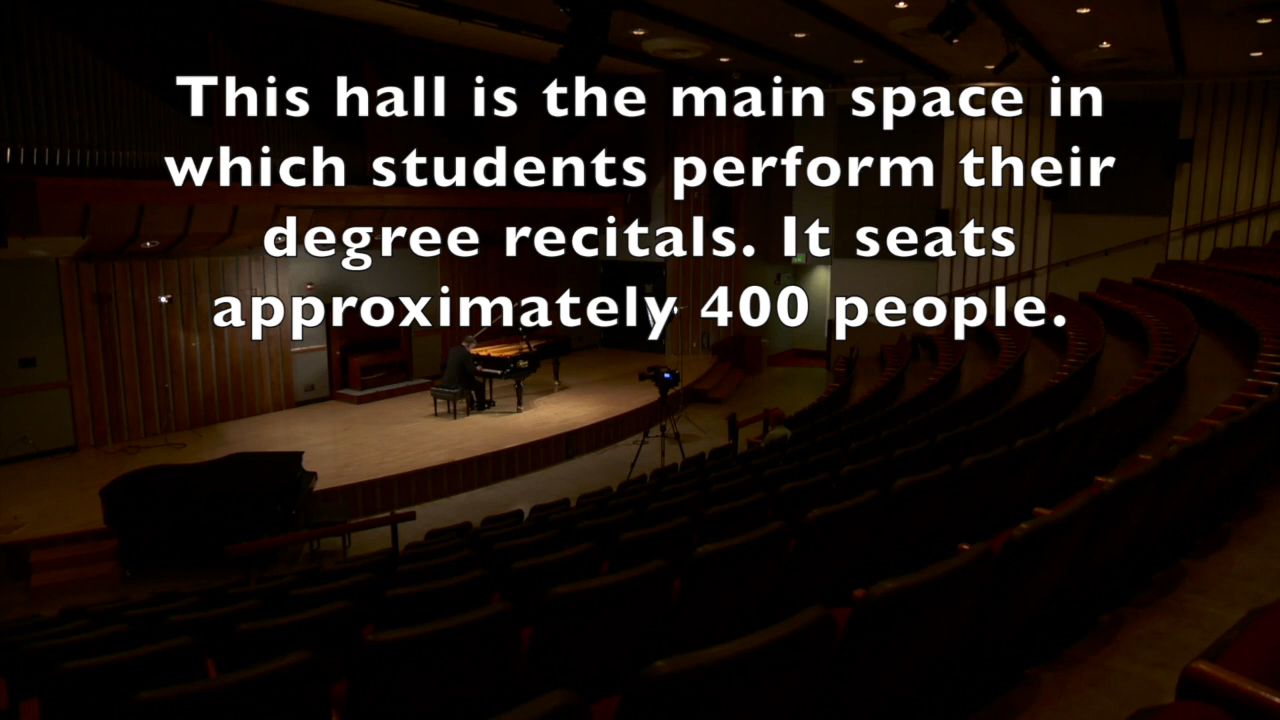 This hall is the main space in
which students perform their
degree recitals. It seats
approximately 400 people.